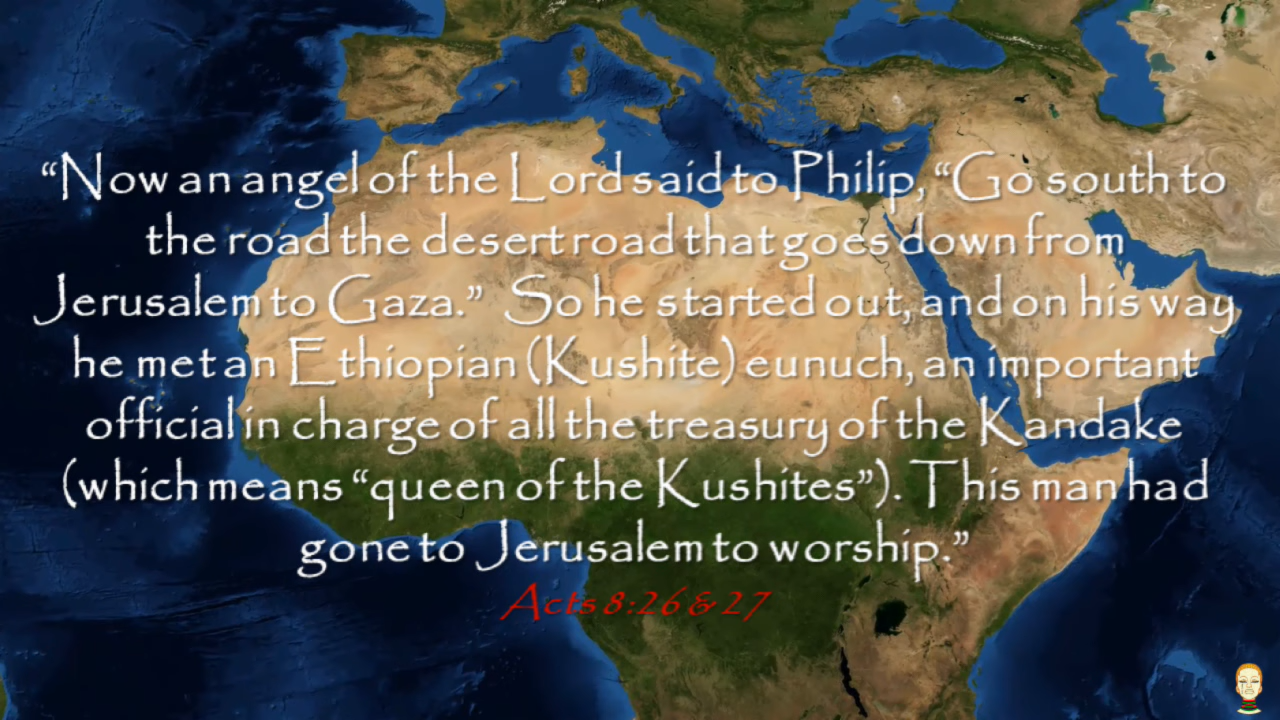 “Now an angel of the Lord said to Philip, “Go south to
the road the desert road that goes down from
Jerusalem to Gaza.” So he started out, and on his way
he met an Ethiopian (Kushite) eunuch, an important
official in charge of all the treasury of the Kandake
(which means “queen of the Kushites”). This man had
gone to Jerusalem to worship.”
Acts 8:26 & 27